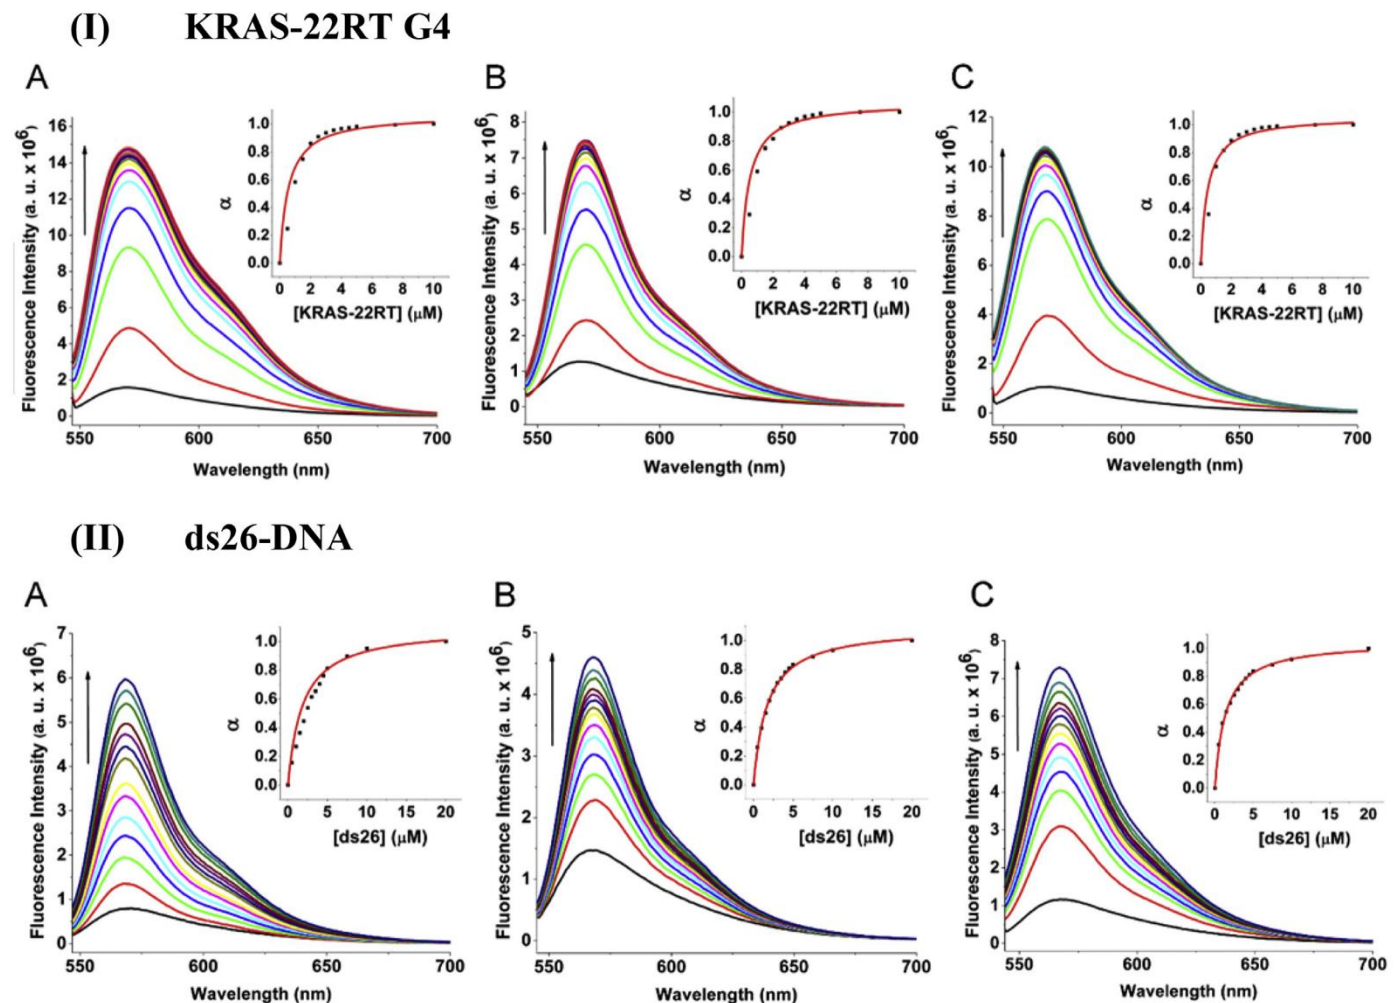 (I) KRAS-22RT G4
A
Fluorescence Intensity (a. u. x 10⁶)
16
14
12
10
8
6
4
2
0
550 600 650 700
Wavelength (nm)
α
1.0
0.8
0.6
0.4
0.2
0.0
0 2 4 6 8 10
[KRAS-22RT] (μM)
B
Fluorescence Intensity (a. u. x 10⁶)
8
7
6
5
4
3
2
1
0
550 600 650 700
Wavelength (nm)
α
1.0
0.8
0.6
0.4
0.2
0.0
0 2 4 6 8 10
[KRAS-22RT] (μM)
C
Fluorescence Intensity (a. u. x 10⁶)
12
10
8
6
4
2
0
550 600 650 700
Wavelength (nm)
α
1.0
0.8
0.6
0.4
0.2
0.0
0 2 4 6 8 10
[KRAS-22RT] (μM)
(II) ds26-DNA
A
Fluorescence Intensity (a. u. x 10⁶)
7
6
5
4
3
2
1
0
550 600 650 700
Wavelength (nm)
α
1.0
0.8
0.6
0.4
0.2
0.0
0 5 10 15 20
[ds26] (μM)
B
Fluorescence Intensity (a. u. x 10⁶)
5
4
3
2
1
0
550 600 650 700
Wavelength (nm)
α
1.0
0.8
0.6
0.4
0.2
0.0
0 5 10 15 20
[ds26] (μM)
C
Fluorescence Intensity (a. u. x 10⁶)
8
7
6
5
4
3
2
1
0
550 600 650 700
Wavelength (nm)
α
1.0
0.8
0.6
0.4
0.2
0.0
0 5 10 15 20
[ds26] (μM)